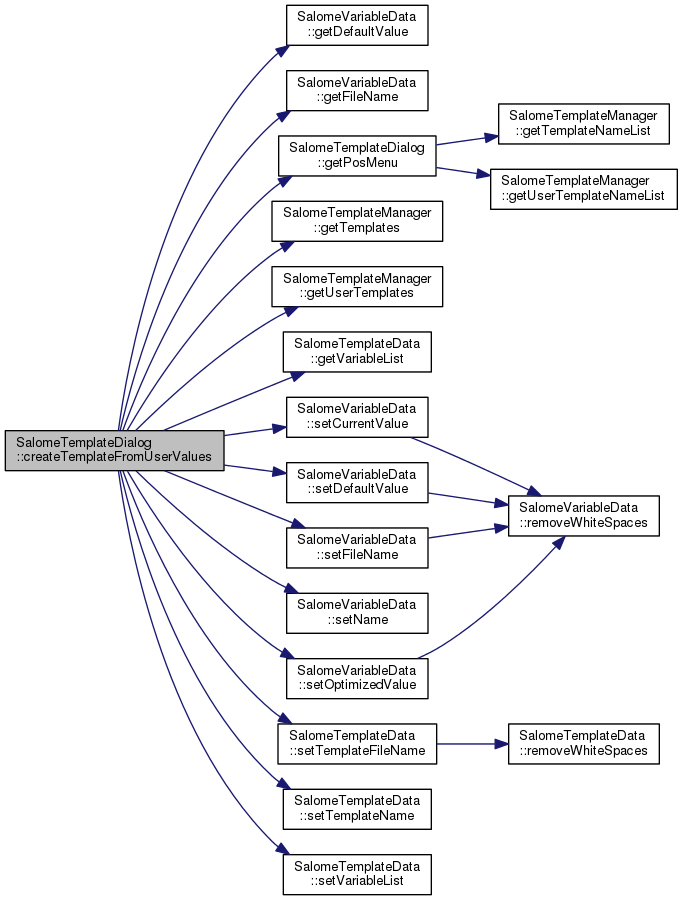 SalomeVariableData
::getDefaultValue
SalomeVariableData
::getFileName
SalomeTemplateDialog
::getPosMenu
SalomeTemplateManager
::getTemplateNameList
SalomeTemplateManager
::getUserTemplateNameList
SalomeTemplateManager
::getTemplates
SalomeTemplateManager
::getUserTemplates
SalomeTemplateData
::getVariableList
SalomeVariableData
::setCurrentValue
SalomeTemplateDialog
::createTemplateFromUserValues
SalomeVariableData
::setDefaultValue
SalomeVariableData
::removeWhiteSpaces
SalomeVariableData
::setFileName
SalomeVariableData
::setName
SalomeVariableData
::setOptimizedValue
SalomeTemplateData
::setTemplateFileName
SalomeTemplateData
::removeWhiteSpaces
SalomeTemplateData
::setTemplateName
SalomeTemplateData
::setVariableList